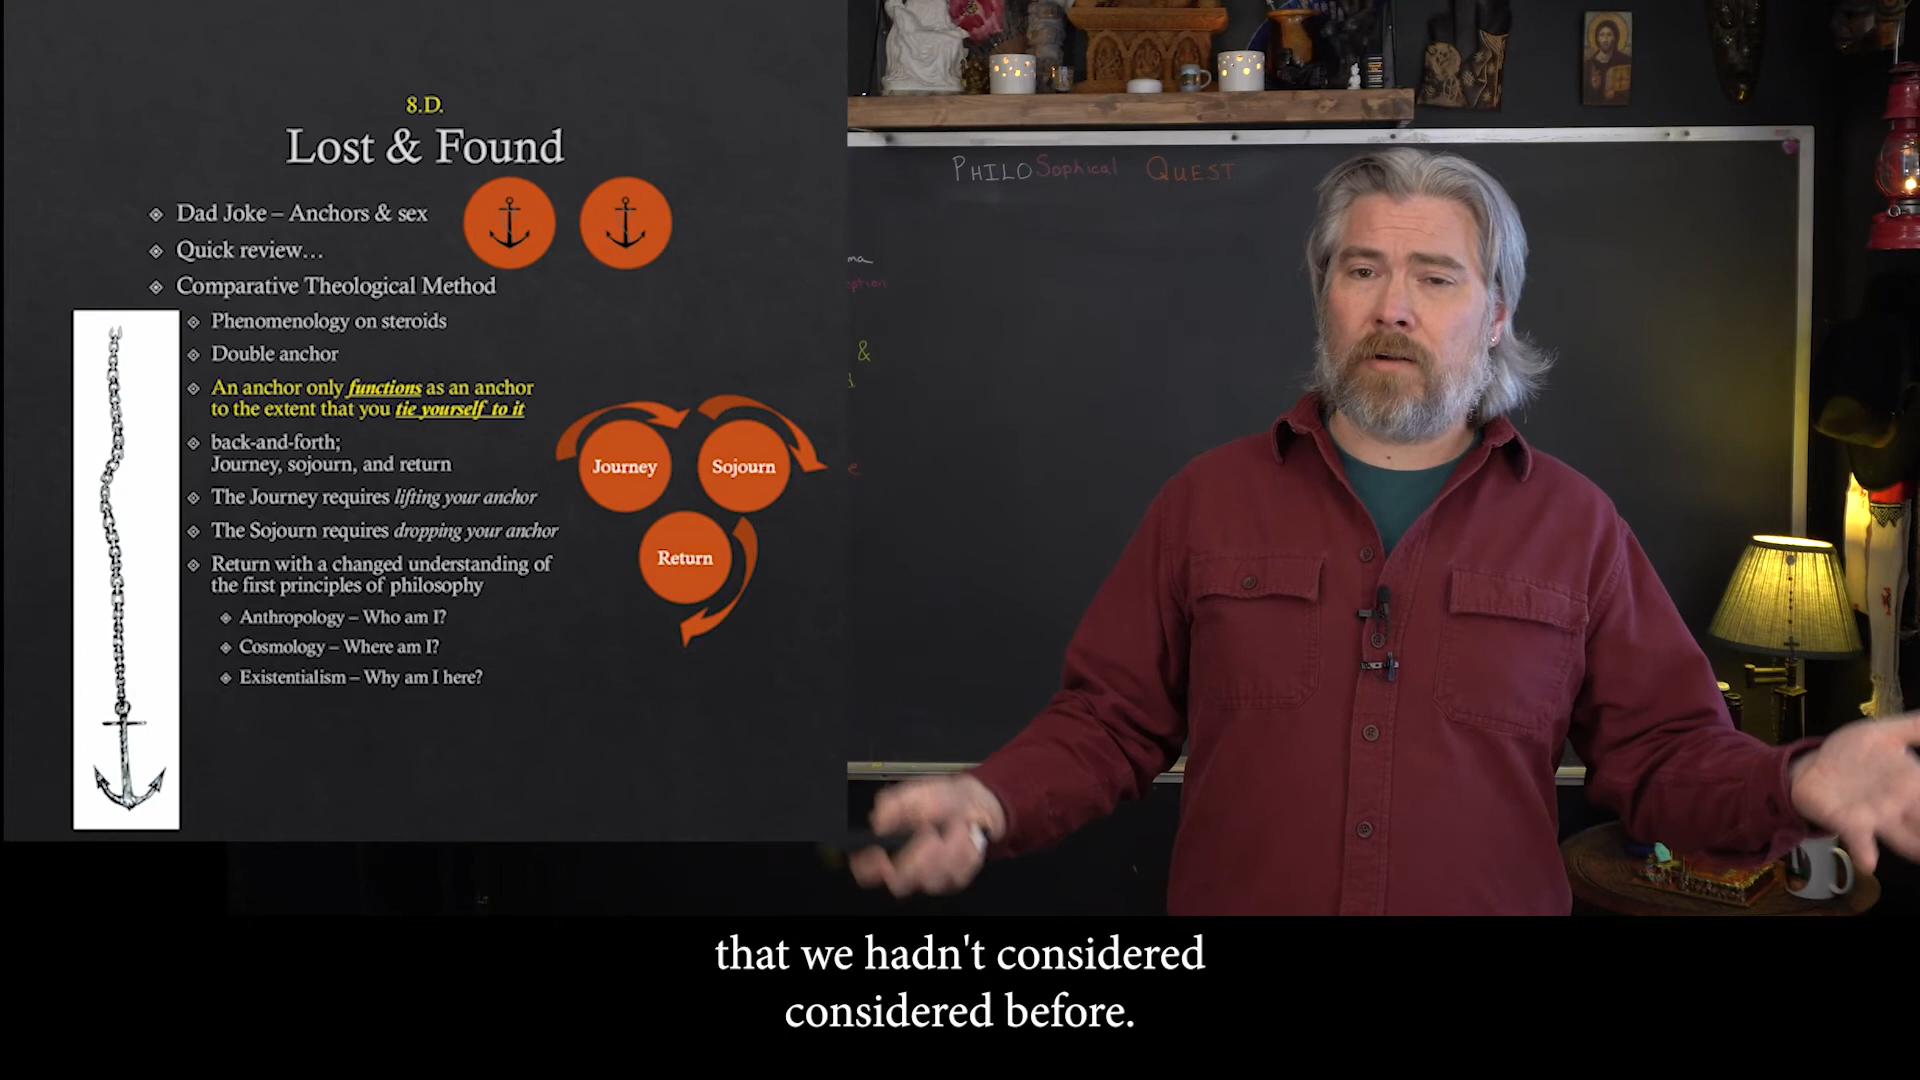 8.D.
Lost & Found
Dad Joke – Anchors & sex
Quick review…
Comparative Theological Method
Phenomenology on steroids
Double anchor
An anchor only functions as an anchor
to the extent that you tie yourself to it
back-and-forth;
Journey, sojourn, and return
The Journey requires lifting your anchor
The Sojourn requires dropping your anchor
Return with a changed understanding of
the first principles of philosophy
Anthropology – Who am I?
Cosmology – Where am I?
Existentialism – Why am I here?
Journey
Sojourn
Return
PHILOSophical QUEST
ma
ption
&
that we hadn't considered
considered before.